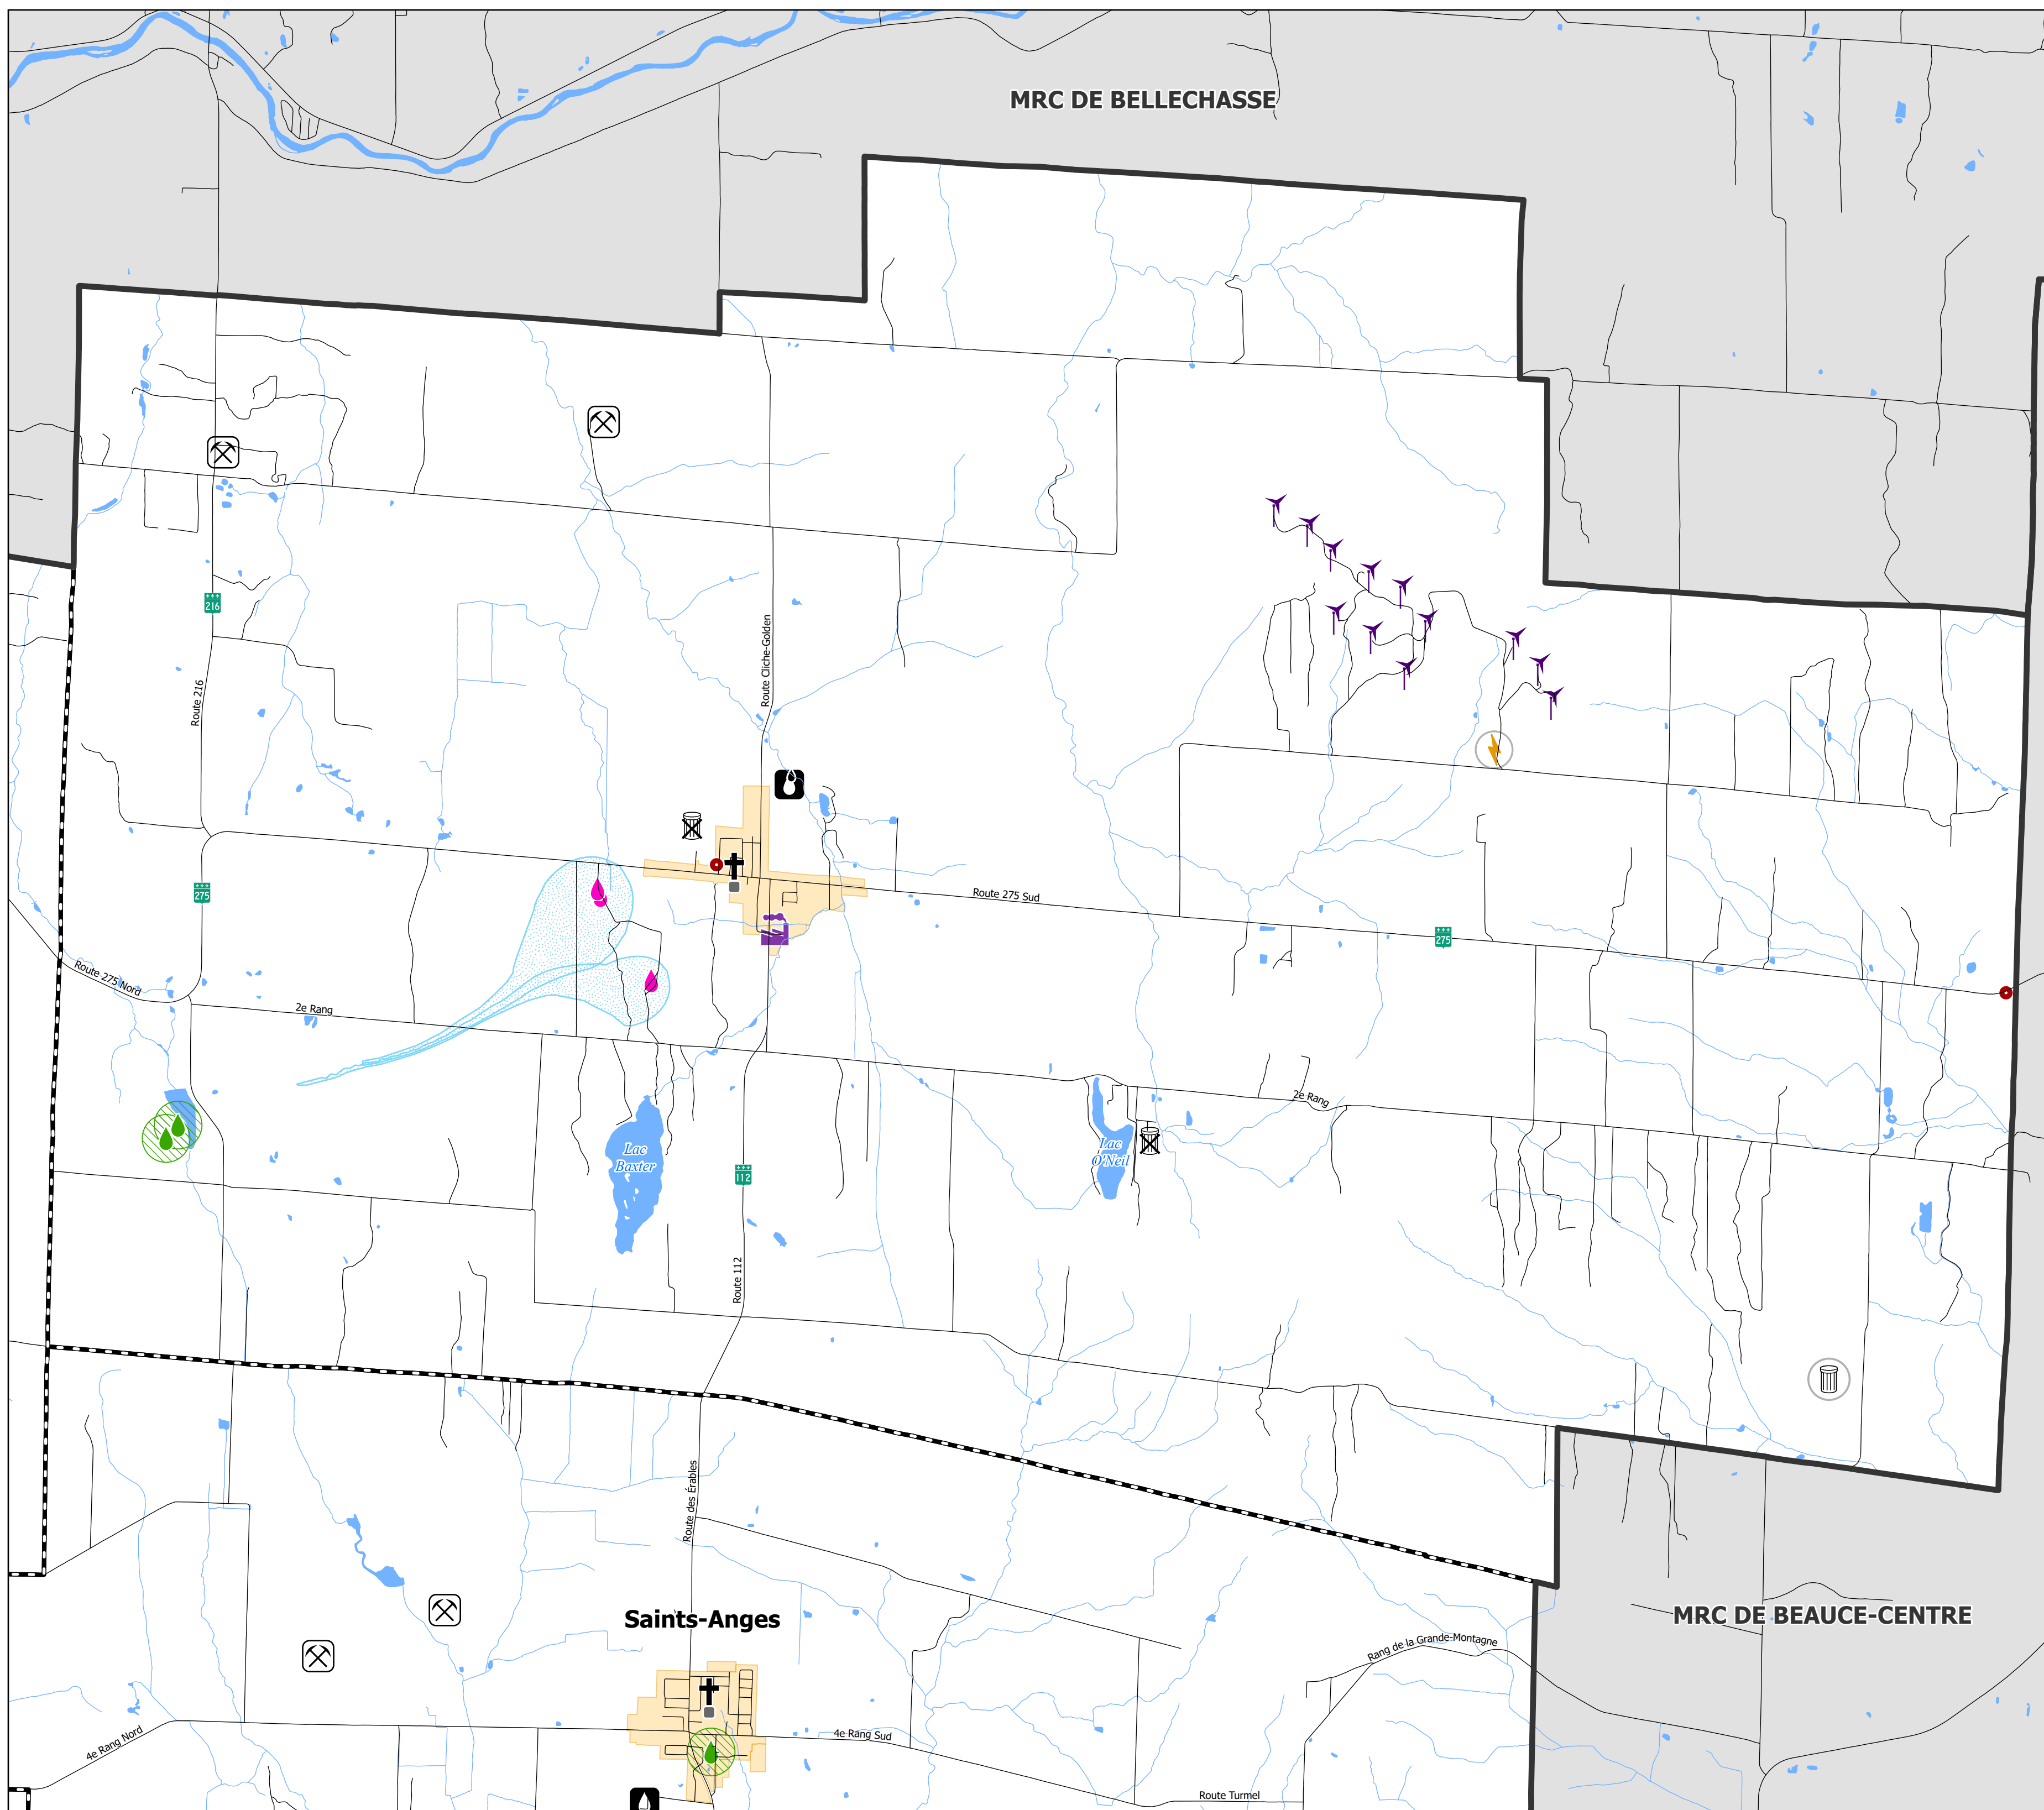 MRC DE BELLECHASSE
216
Route Cliche-Golden
Route 216
275
Route 275 Sud
275
Route 275 Nord
2e Rang
2e Rang
Lac
Baxter
Lac
O'Neil
112
Route 112
Route des Érables
Saints-Anges
MRC DE BEAUCE-CENTRE
Rang de la Grande-Montagne
4e Rang Nord
4e Rang Sud
Route Turmel